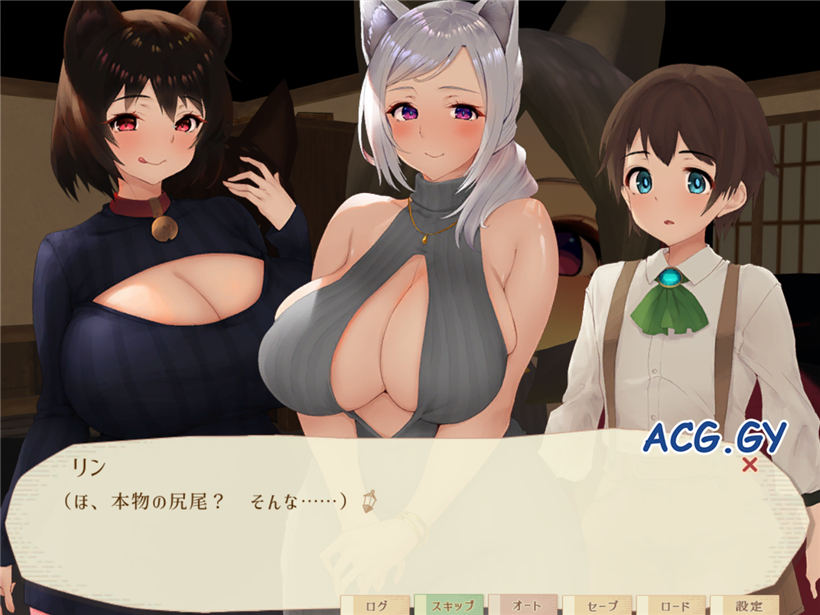 ACG.GY
リン
(ほ、本物の尻尾？　そんな……)
ログ
スキップ
オート
セーブ
ロード
設定